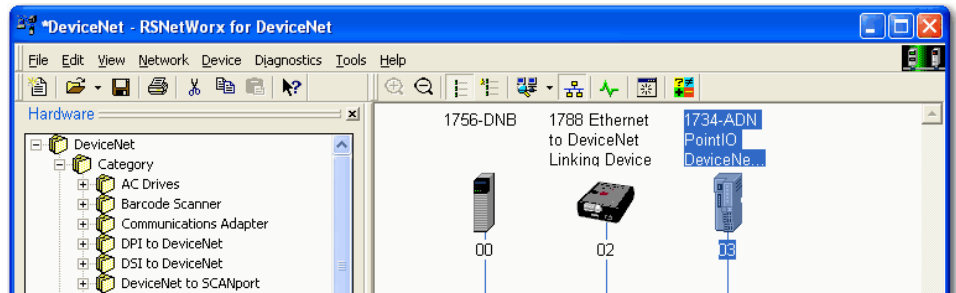 *DeviceNet - RSNetWorx for DeviceNet
File Edit View Network Device Diagnostics Tools Help
Hardware
DeviceNet
Category
AC Drives
Barcode Scanner
Communications Adapter
DPI to DeviceNet
DSI to DeviceNet
DeviceNet to SCANport
1756-DNB
00
1788 Ethernet
to DeviceNet
Linking Device
02
1734-ADN
PointIO
DeviceNe...
03